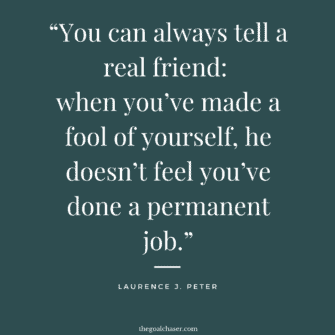 “You can always tell a
real friend:
when you’ve made a
fool of yourself, he
doesn’t feel you’ve
done a permanent
job.”
LAURENCE J. PETER
thegoalchaser.com